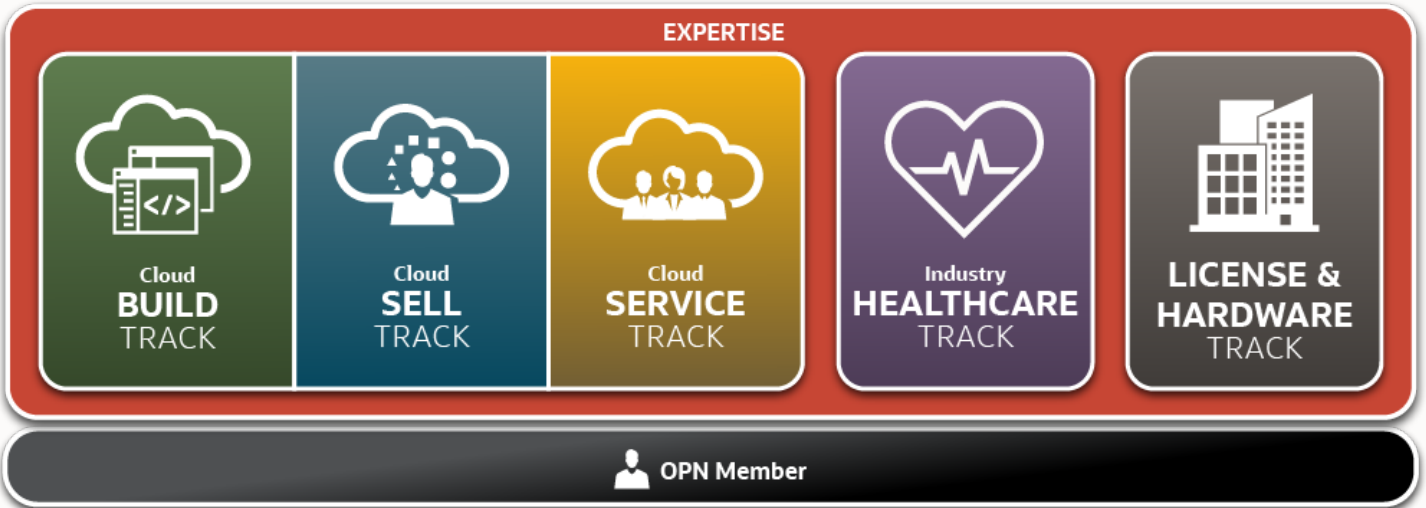 EXPERTISE
Cloud
BUILD
TRACK
</>
Cloud
SELL
TRACK
Cloud
SERVICE
TRACK
Industry
HEALTHCARE
TRACK
LICENSE &
HARDWARE
TRACK
OPN Member